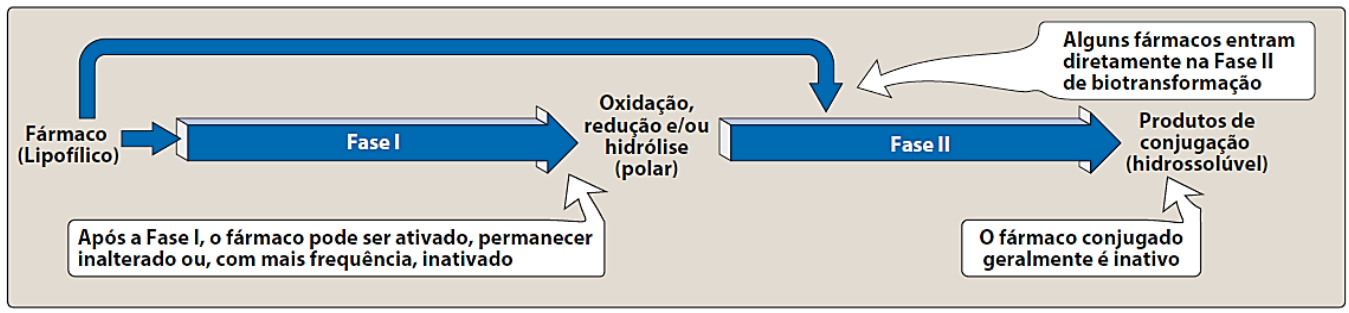 Alguns fármacos entram
diretamente na Fase II
de biotransformação
Fármaco
(Lipofílico)
Fase I
Oxidação,
redução e/ou
hidrólise
(polar)
Fase II
Produtos de
conjugação
(hidrossolúvel)
Após a Fase I, o fármaco pode ser ativado, permanecer
inalterado ou, com mais frequência, inativado
O fármaco conjugado
geralmente é inativo